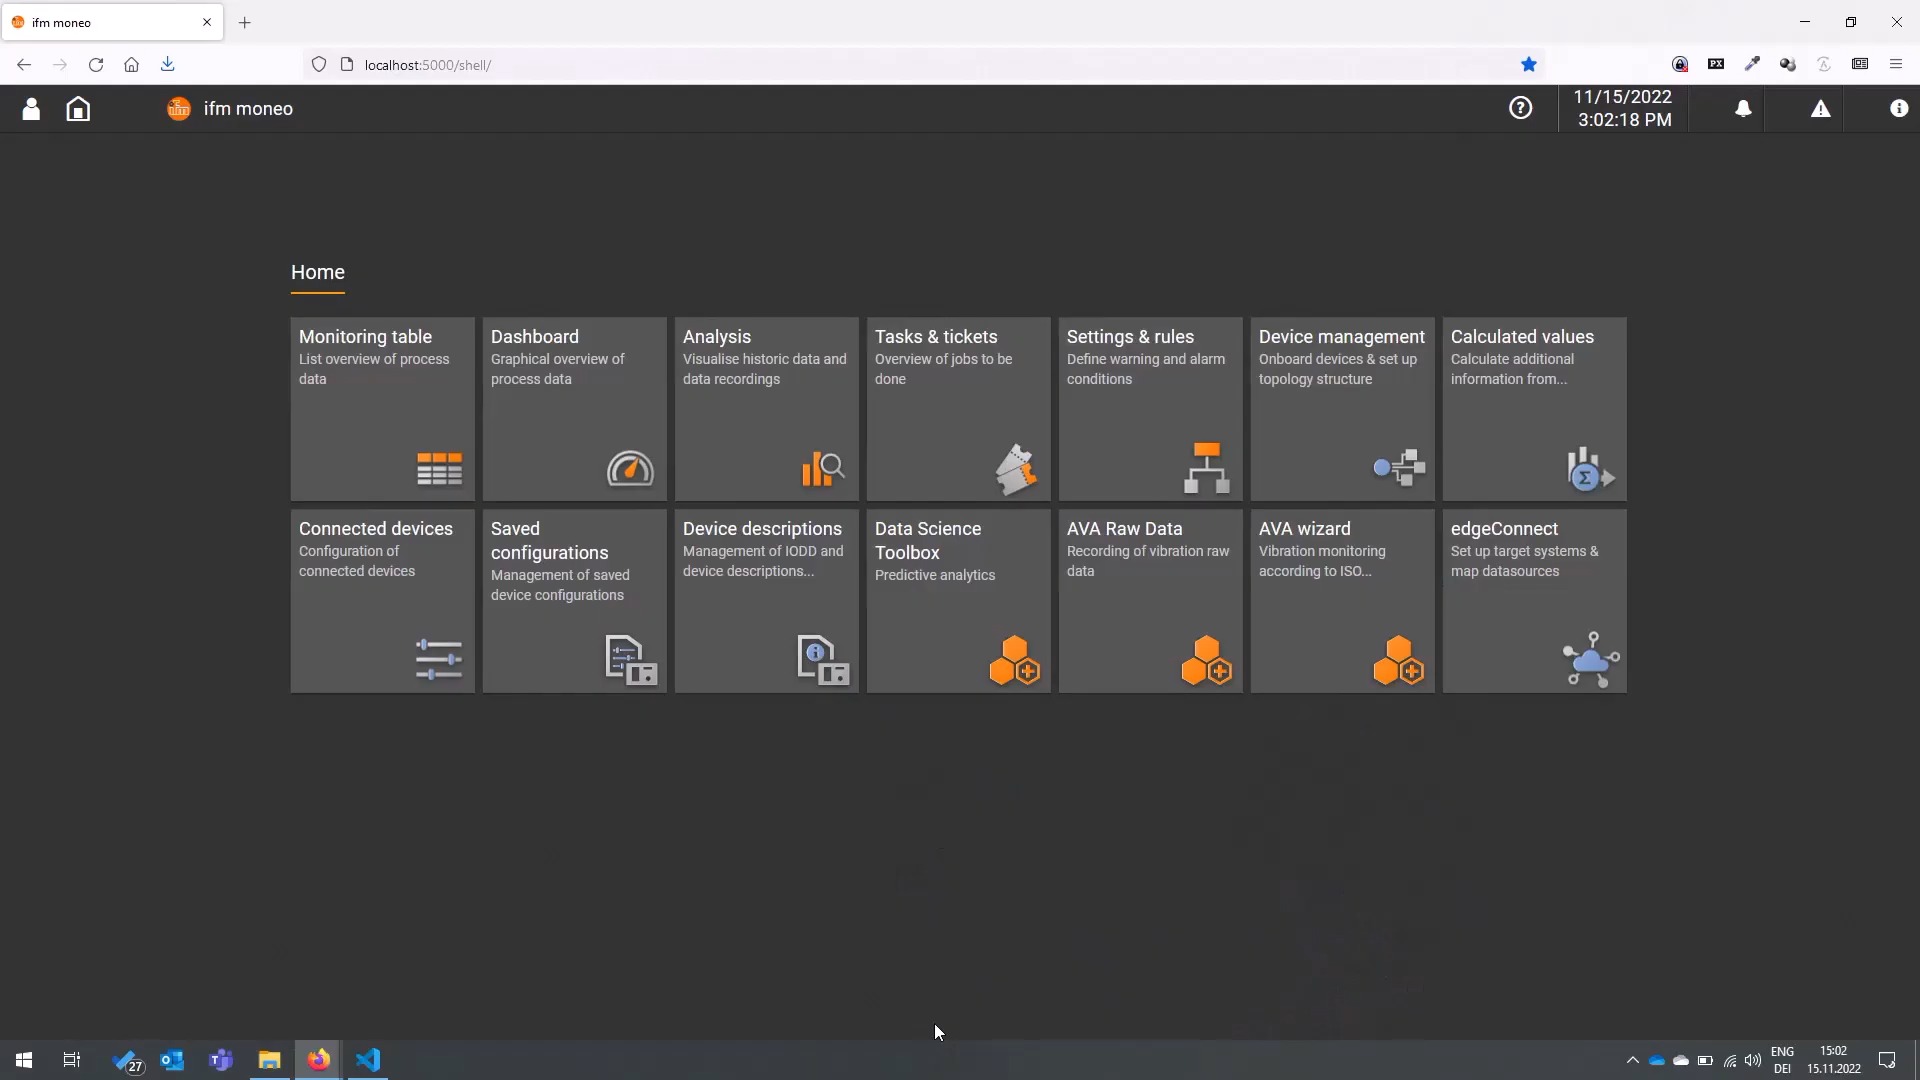 ifm moneo
localhost:5000/shell/
PX
ifm
ifm moneo
11/15/2022
3:02:18 PM
Home
Monitoring table
List overview of process
data
Dashboard
Graphical overview of
process data
Analysis
Visualise historic data and
data recordings
Tasks & tickets
Overview of jobs to be
done
Settings & rules
Define warning and alarm
conditions
Device management
Onboard devices & set up
topology structure
Calculated values
Calculate additional
information from...
Connected devices
Configuration of
connected devices
Saved
configurations
Management of saved
device configurations
Device descriptions
Management of IODD and
device descriptions...
Data Science
Toolbox
Predictive analytics
AVA Raw Data
Recording of vibration raw
data
AVA wizard
Vibration monitoring
according to ISO...
edgeConnect
Set up target systems &
map datasources
27
ENG
DEI
15:02
15.11.2022